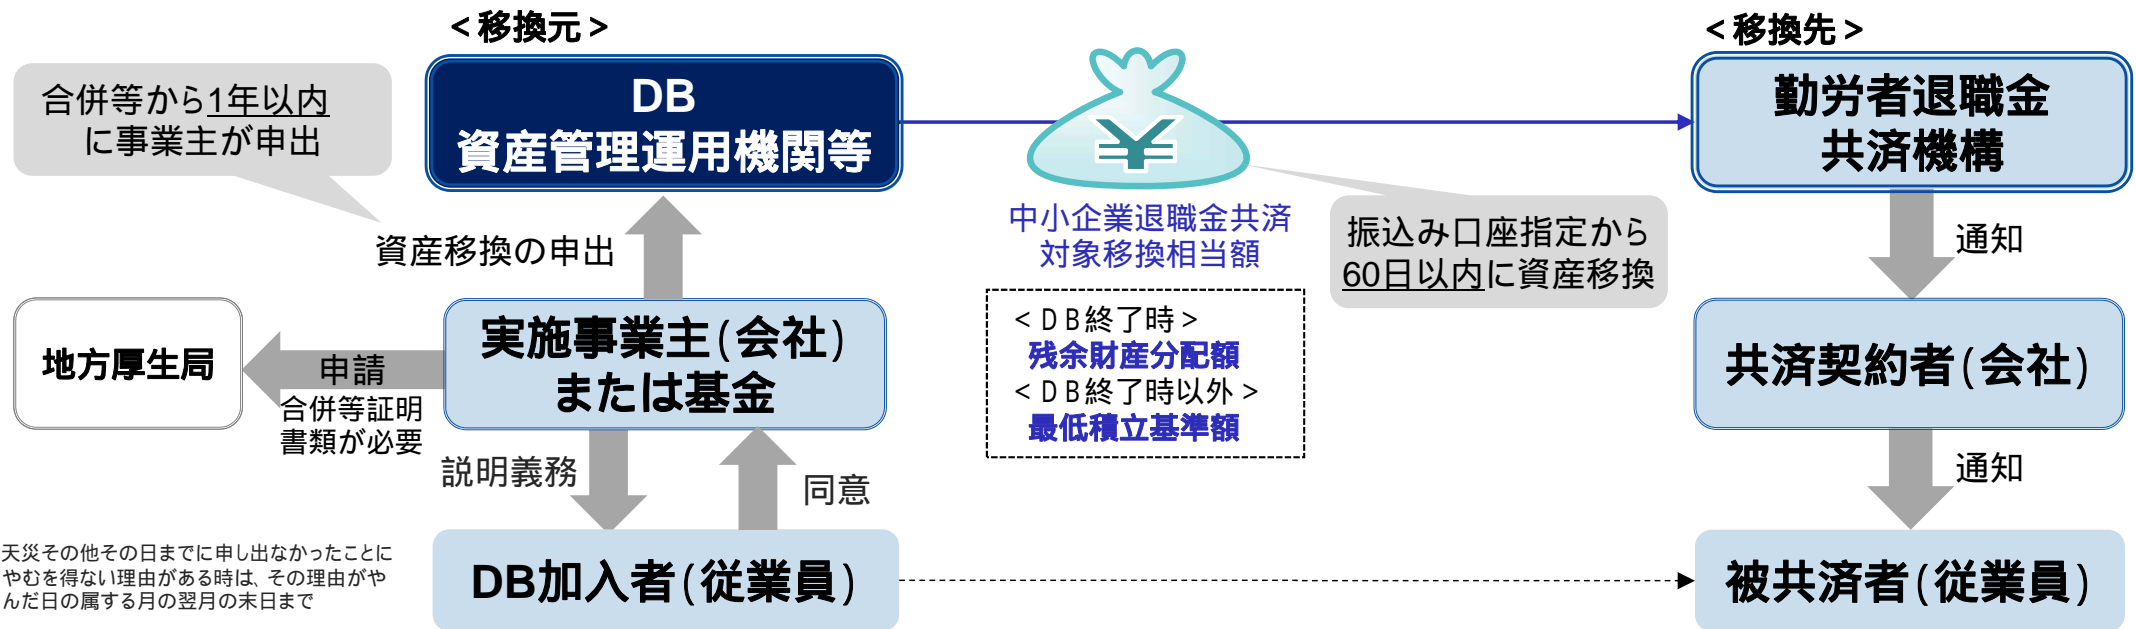 <移換元>
<移換先>
合併等から1年以内
に事業主が申出
DB
資産管理運用機関等
勤労者退職金
共済機構
中小企業退職金共済
対象移換相当額
振込み口座指定から
60日以内に資産移換
通知
資産移換の申出
地方厚生局
申請
合併等証明
書類が必要
実施事業主(会社)
または基金
<DB終了時>
残余財産分配額
<DB終了時以外>
最低積立基準額
共済契約者(会社)
説明義務
同意
通知
天災その他その日までに申し出なかったことに
やむを得ない理由がある時は、その理由がや
んだ日の属する月の翌月の末日まで
DB加入者(従業員)
被共済者(従業員)